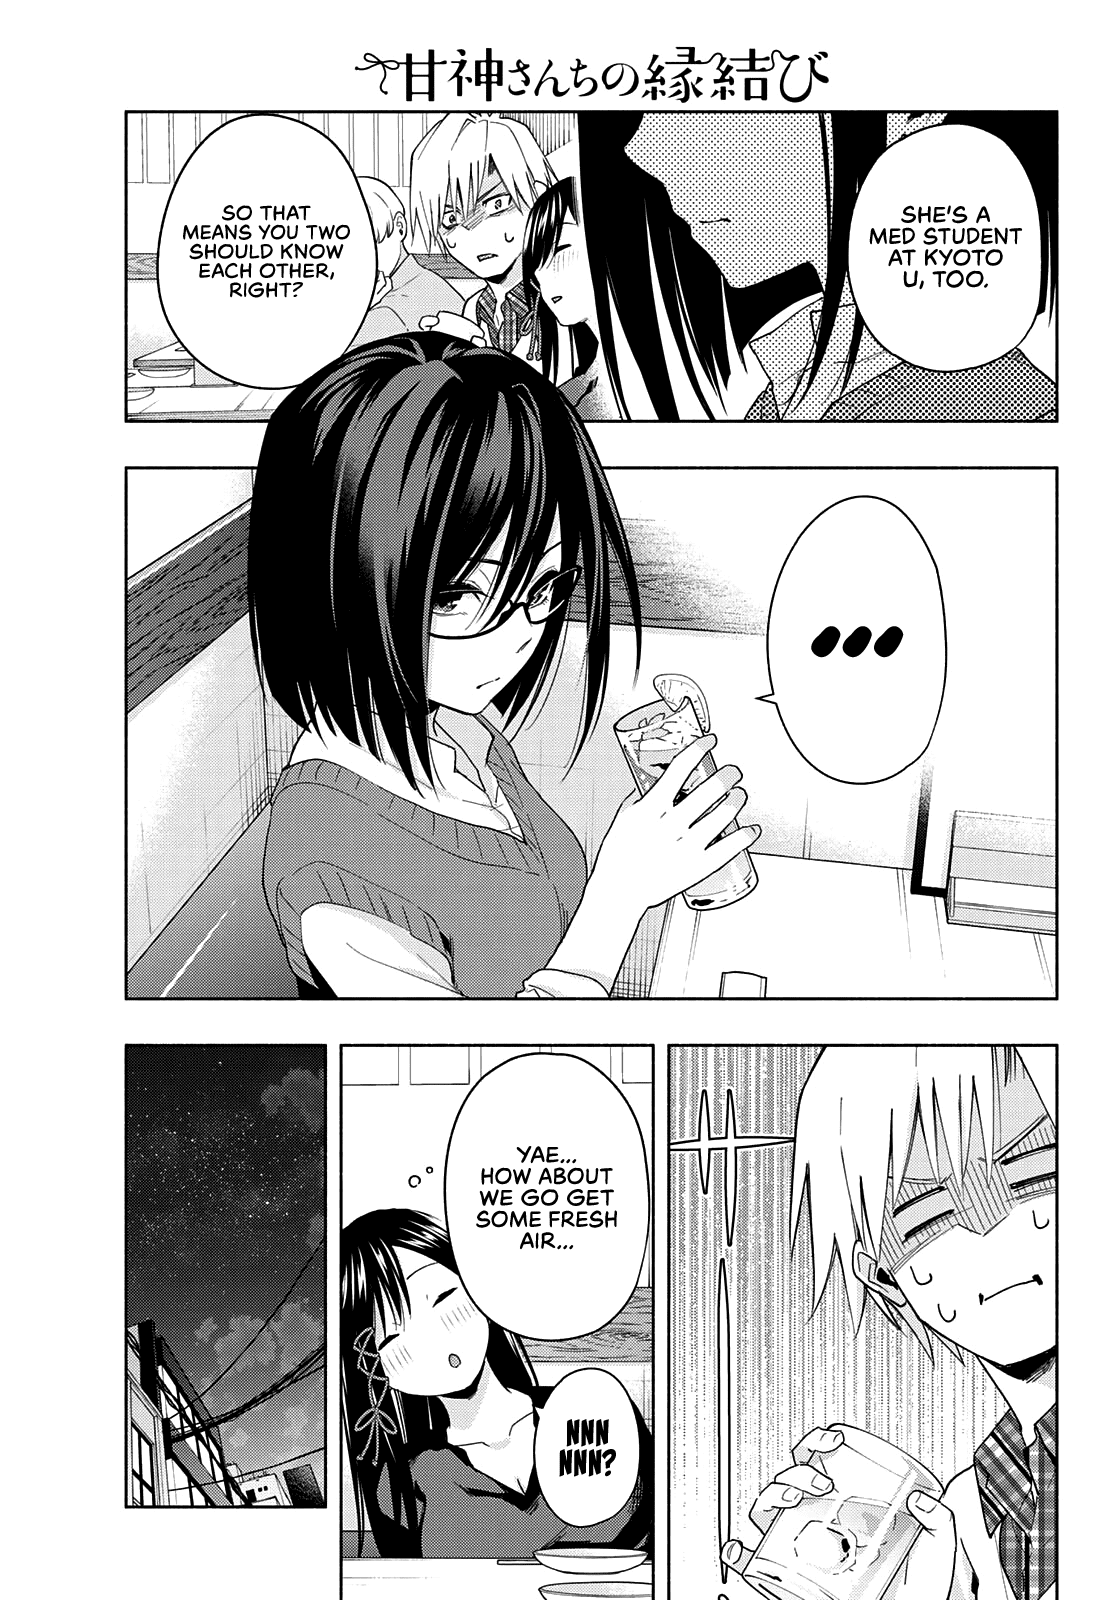 甘神さんちの縁結び
SHE'S A
MED STUDENT
AT KYOTO
U, TOO.
SO THAT
MEANS YOU TWO
SHOULD KNOW
EACH OTHER,
RIGHT?
...
YAE...
HOW ABOUT
WE GO GET
SOME FRESH
AIR...
NNN
NNN?